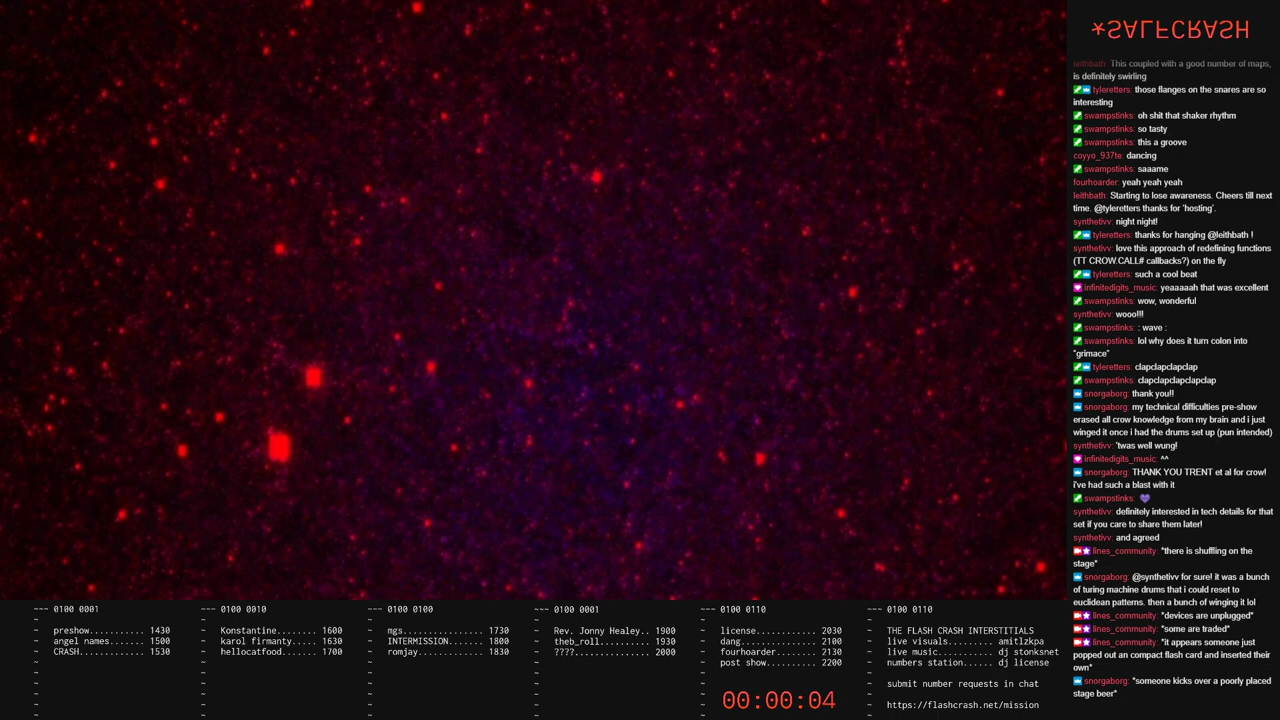 *SALFCRASH
leithbath: This coupled with a good number of maps,
is definitely swirling
tyleretters: those flanges on the snares are so
interesting
swampstinks: oh shit that shaker rhythm
swampstinks: so tasty
swampstinks: this a groove
coyyo_937te: dancing
swampstinks: saaame
fourhoarder: yeah yeah yeah
leithbath: Starting to lose awareness. Cheers till next
time. @tyleretters thanks for 'hosting'.
synthetivv: night night!
tyleretters: thanks for hanging @leithbath !
synthetivv: love this approach of redefining functions
(TT CROW.CALL# callbacks?) on the fly
tyleretters: such a cool beat
infinitedigits_music: yeaaaaah that was excellent
swampstinks: wow, wonderful
synthetivv: wooo!!!
swampstinks: : wave :
swampstinks: lol why does it turn colon into
"grimace"
tyleretters: clapclapclapclap
swampstinks: clapclapclapclapclap
snorgaborg: thank you!!
snorgaborg: my technical difficulties pre-show
erased all crow knowledge from my brain and i just
winged it once i had the drums set up (pun intended)
synthetivv: 'twas well wung!
infinitedigits_music: ^^
snorgaborg: THANK YOU TRENT et al for crow!
i've had such a blast with it
swampstinks: 💜
synthetivv: definitely interested in tech details for that
set if you care to share them later!
synthetivv: and agreed
lines_community: *there is shuffling on the
stage*
snorgaborg: @synthetivv for sure! it was a bunch
of turing machine drums that i could reset to
euclidean patterns. then a bunch of winging it lol
lines_community: *devices are unplugged*
lines_community: *some are traded*
lines_community: *it appears someone just
popped out an compact flash card and inserted their
own*
snorgaborg: *someone kicks over a poorly placed
stage beer*
~~~ 0100 0001
preshow.......... 1430
angel names...... 1500
CRASH............ 1530
~~~ 0100 0010
Konstantine...... 1600
karol firmanty... 1630
hellocatfood..... 1700
~~~ 0100 0100
mgs.............. 1730
INTERMISSION..... 1800
romjay........... 1830
~~~ 0100 0001
Rev. Jonny Healey.. 1900
theb_roll.......... 1930
????............... 2000
~~~ 0100 0110
license.......... 2030
dang............. 2100
fourhoarder...... 2130
post show........ 2200
00:00:04
~~~ 0100 0110
THE FLASH CRASH INTERSTITIALS
live visuals........ amitlzkpa
live music.......... dj stonksnet
numbers station...... dj license
submit number requests in chat
https://flashcrash.net/mission